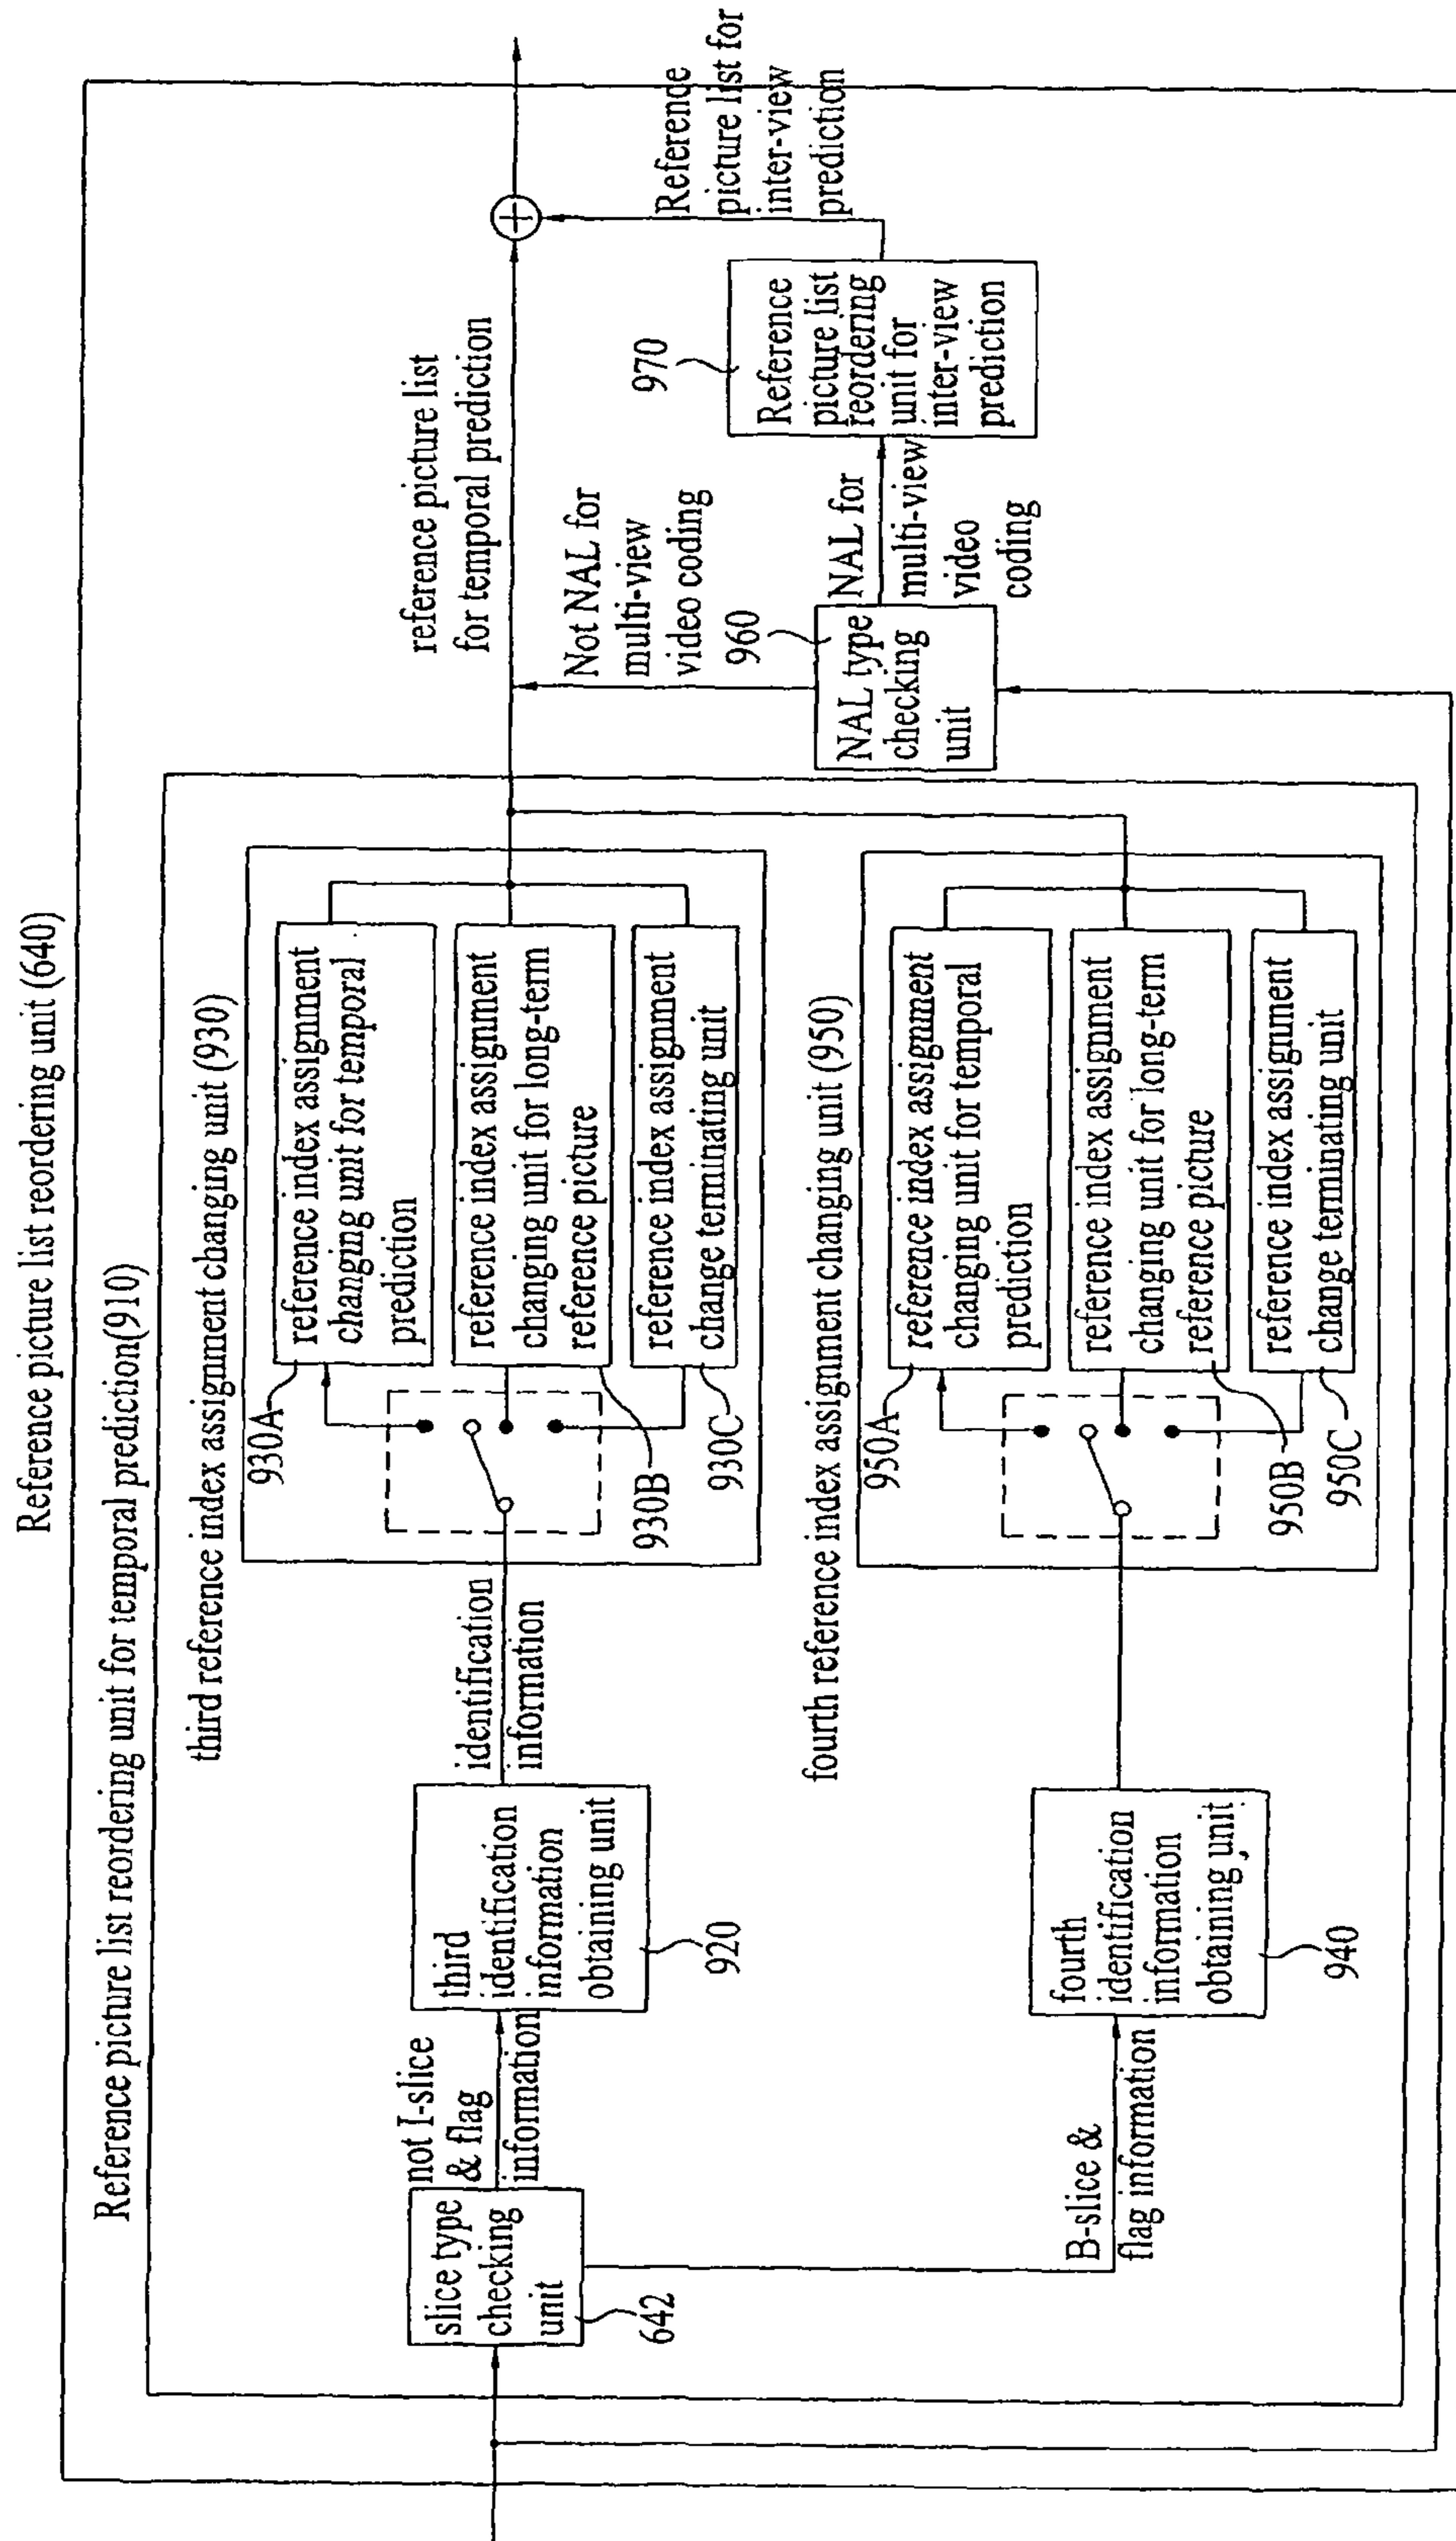 Reference picture list reordering unit (640)
Reference picture list reordering unit for temporal prediction(910)
third reference index assignment changing unit (930)
slice type
checking
unit
642
not I-slice
& flag
information
third
identification
information
obtaining unit
920
identification
information
930A
reference index assignment
changing unit for temporal
prediction
930B
reference index assignment
changing unit for long-term
reference picture
930C
reference index assignment
change terminating unit
B-slice &
flag information
fourth
identification
information
obtaining unit
940
fourth reference index assignment changing unit (950)
950A
reference index assignment
changing unit for temporal
prediction
950B
reference index assignment
changing unit for long-term
reference picture
950C
reference index assignment
change terminating unit
reference picture list
for temporal prediction
Not NAL for
multi-view
video coding
960
NAL type
checking
unit
NAL for
multi-view
video
coding
970
Reference
picture list
reordering
unit for
inter-view
prediction
Reference
picture list for
inter-view
prediction